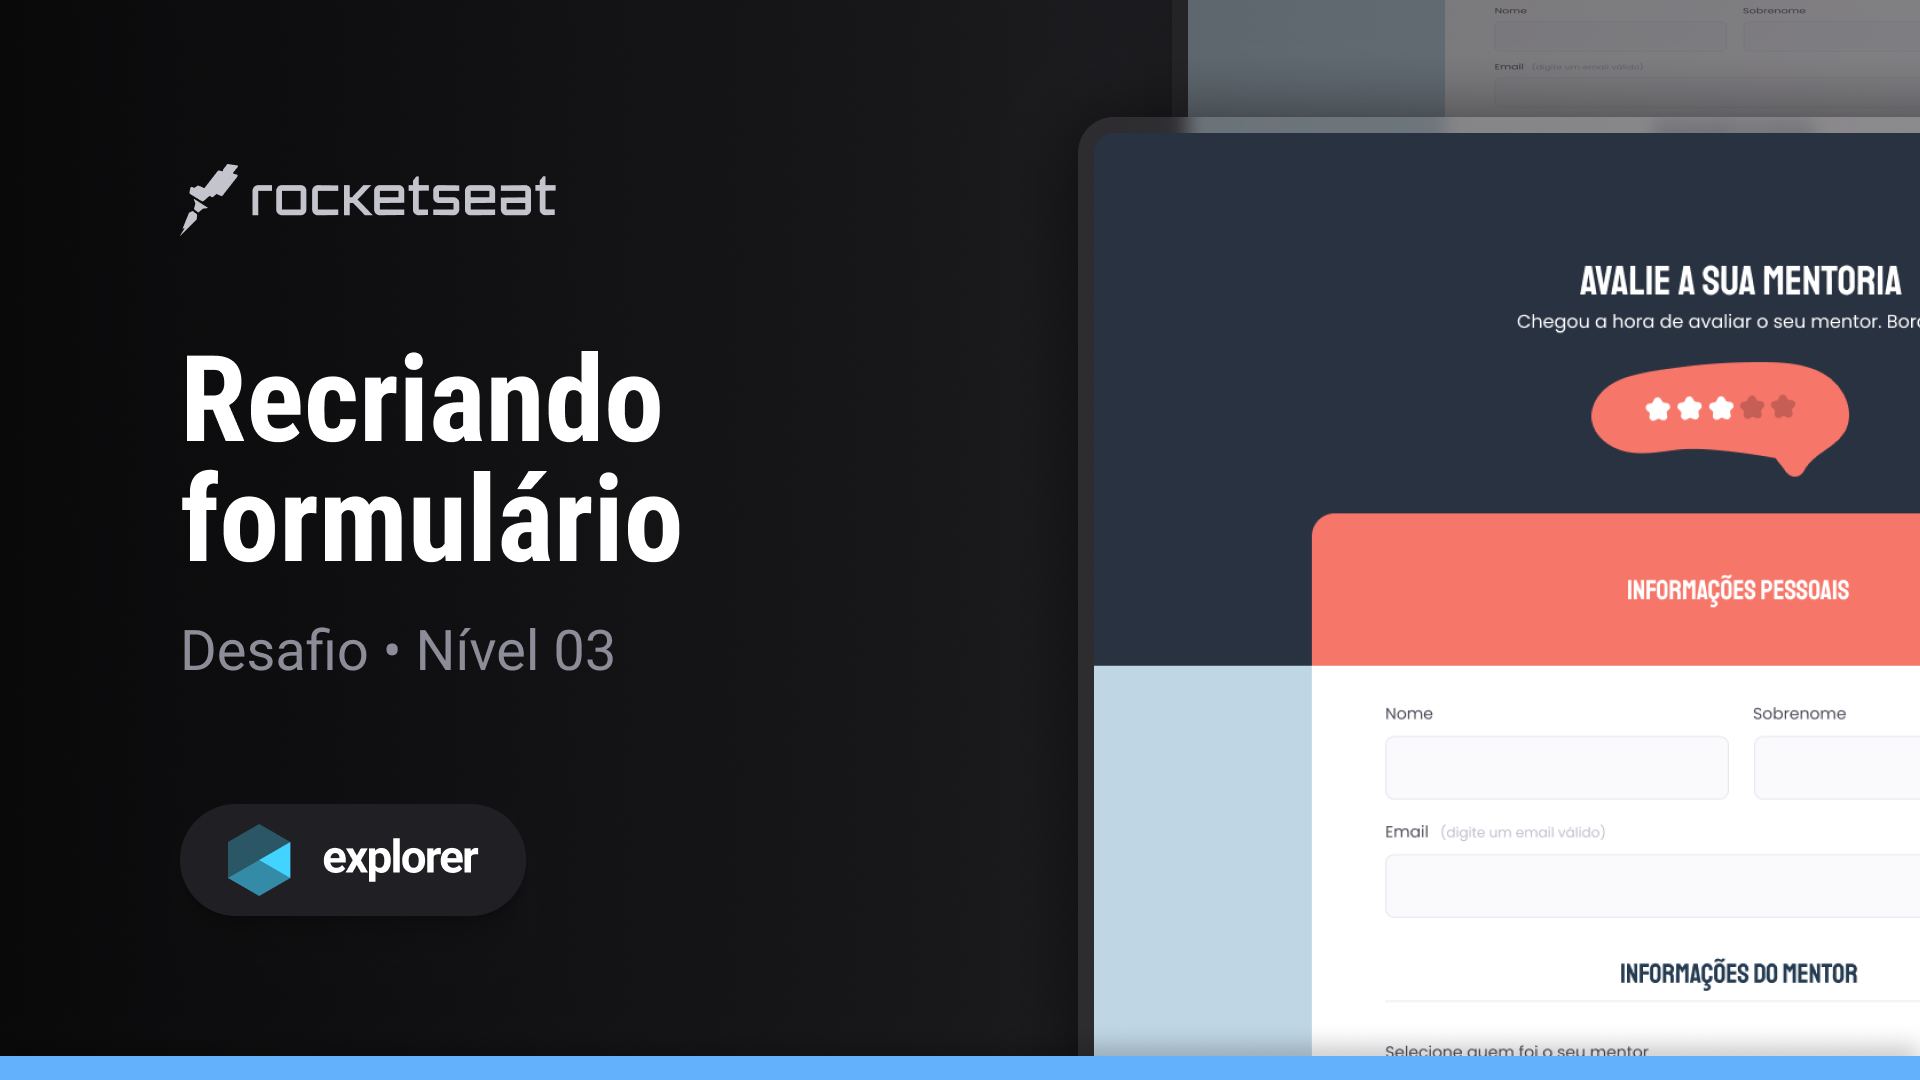 rocketseat
Recriando
formulário
Desafio • Nível 03
explorer
Nome Sobrenome
Email (digite um email válido)
AVALIE A SUA MENTORIA
Chegou a hora de avaliar o seu mentor.
INFORMAÇÕES PESSOAIS
Nome Sobrenome
Email (digite um email válido)
INFORMAÇÕES DO MENTOR
Selecione quem foi o seu mentor